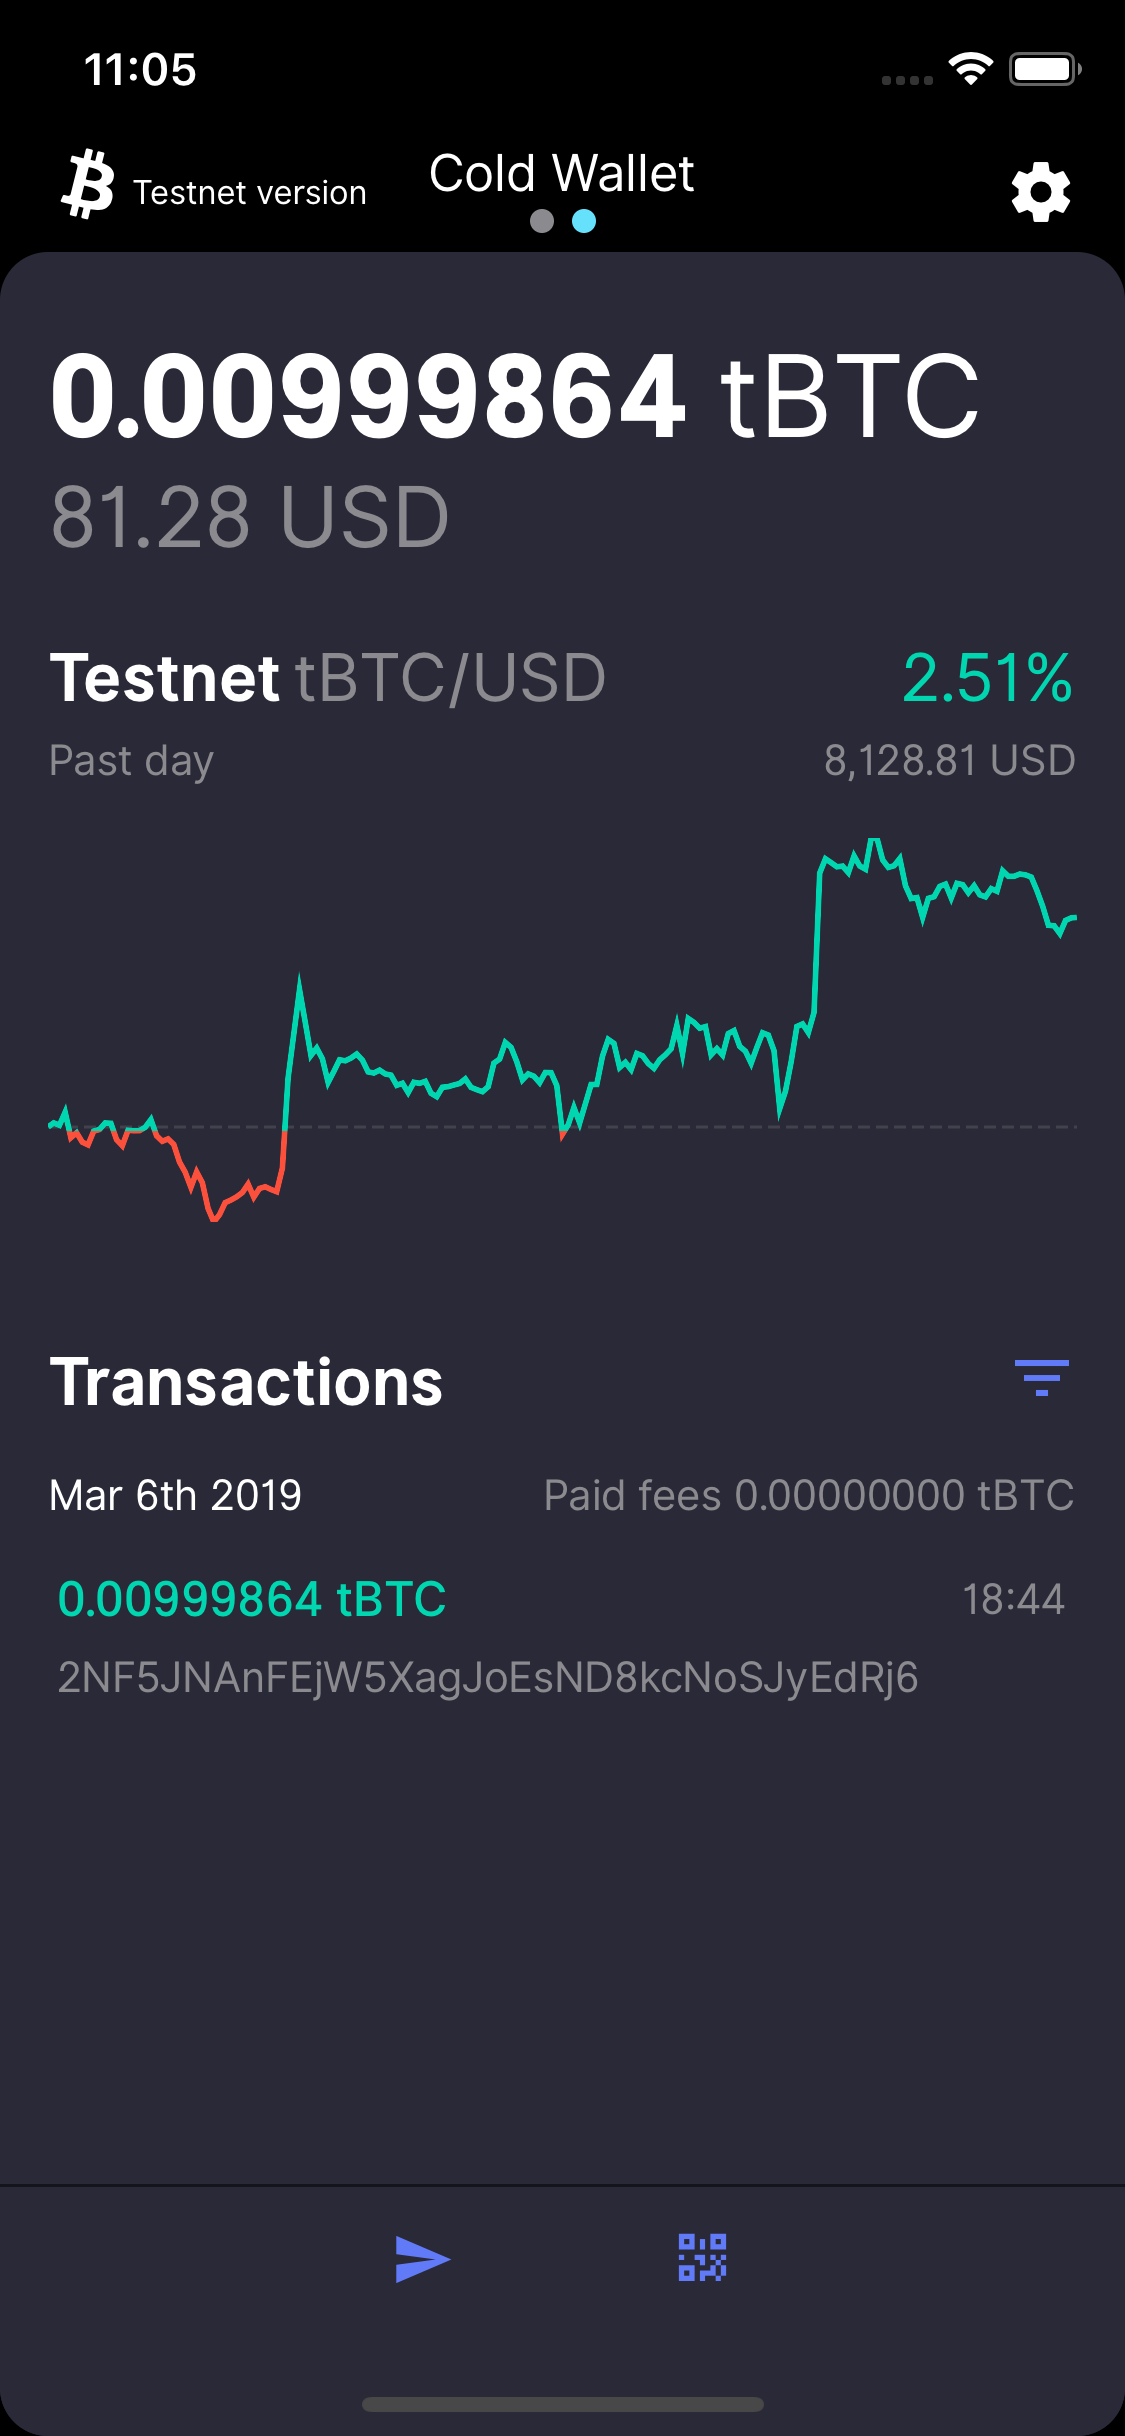 11:05
Testnet version
Cold Wallet
0.00999864 tBTC
81.28 USD
Testnet tBTC/USD 2.51%
Past day 8,128.81 USD
Transactions
Mar 6th 2019 Paid fees 0.00000000 tBTC
0.00999864 tBTC 18:44
2NF5JNAnFEjW5XagJoEsND8kcNoSJyEdRj6